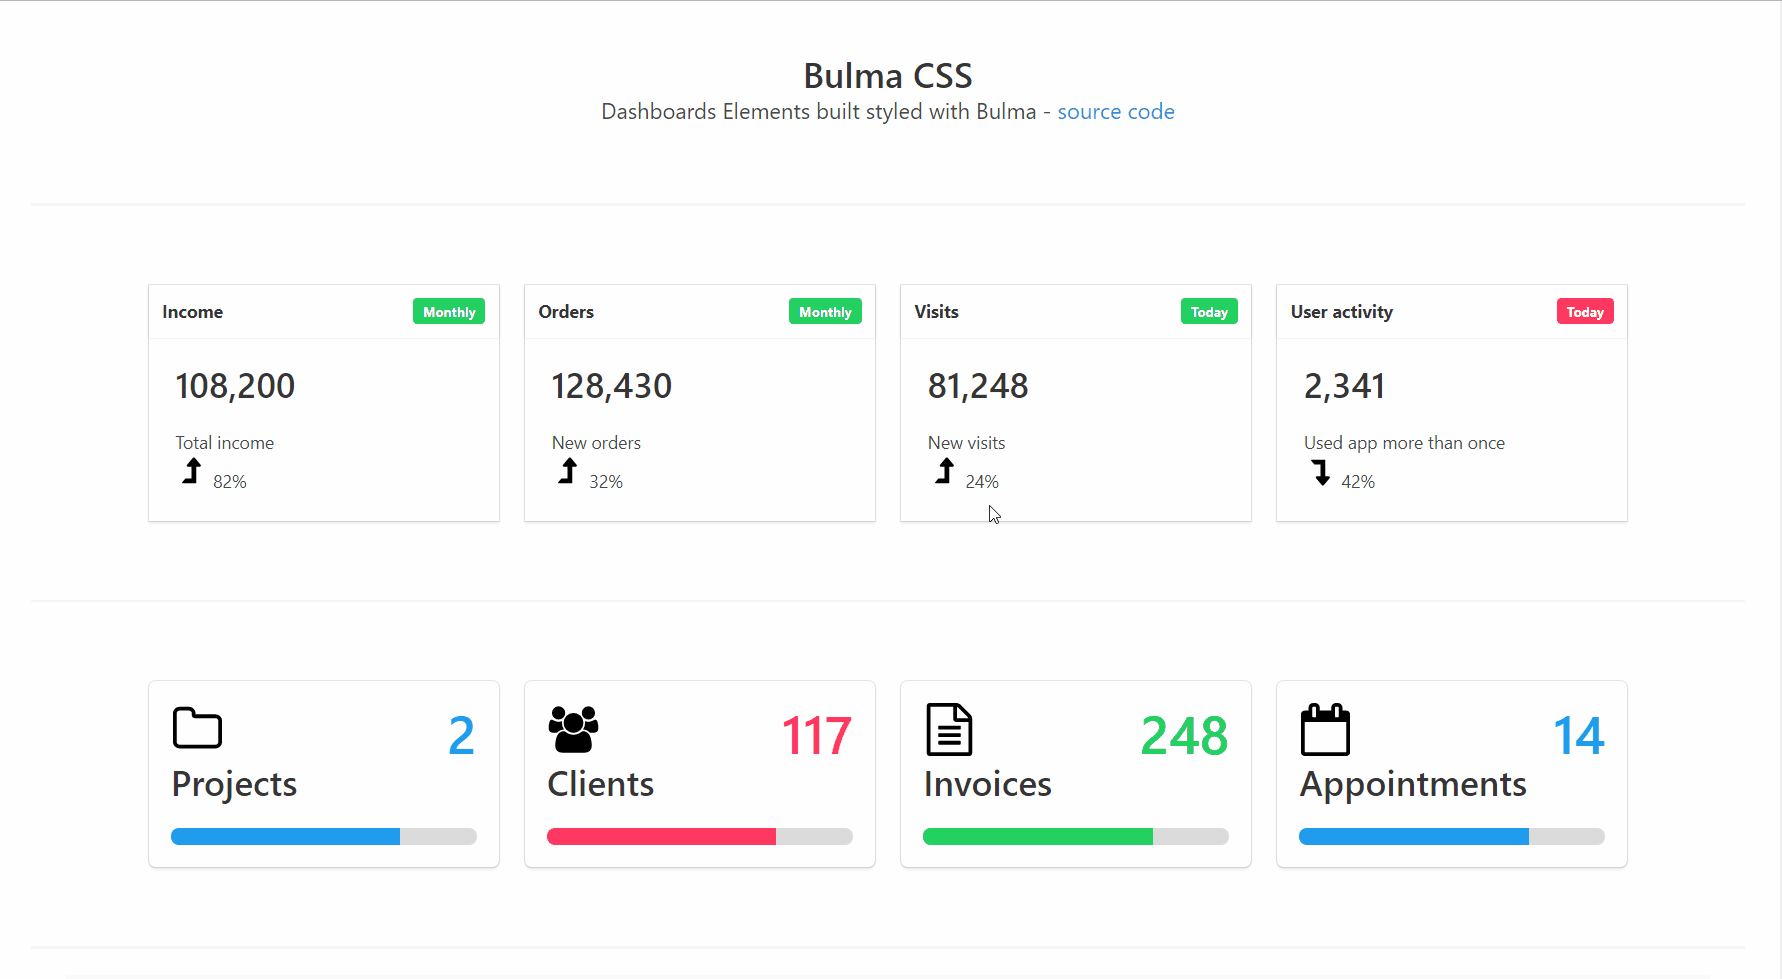 Bulma CSS
Dashboards Elements built styled with Bulma - source code
Income Monthly
108,200
Total income
82%
Orders Monthly
128,430
New orders
32%
Visits Today
81,248
New visits
24%
User activity Today
2,341
Used app more than once
42%
2
Projects
117
Clients
248
Invoices
14
Appointments